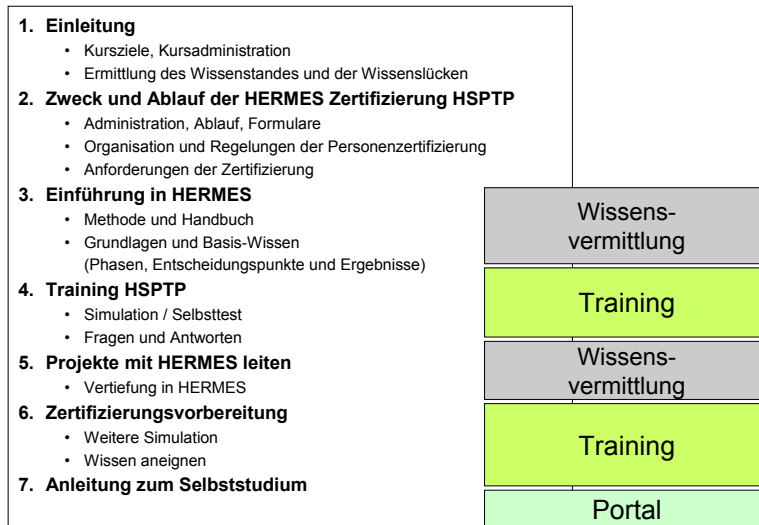 1. Einleitung
• Kursziele, Kursadministration
• Ermittlung des Wissenstandes und der Wissenslücken
2. Zweck und Ablauf der HERMES Zertifizierung HSPTP
• Administration, Ablauf, Formulare
• Organisation und Regelungen der Personenzertifizierung
• Anforderungen der Zertifizierung
3. Einführung in HERMES
• Methode und Handbuch
• Grundlagen und Basis-Wissen
(Phasen, Entscheidungspunkte und Ergebnisse)
4. Training HSPTP
• Simulation / Selbsttest
• Fragen und Antworten
5. Projekte mit HERMES leiten
• Vertiefung in HERMES
6. Zertifizierungsvorbereitung
• Weitere Simulation
• Wissen aneignen
7. Anleitung zum Selbststudium
Wissens-
vermittlung
Training
Wissens-
vermittlung
Training
Portal